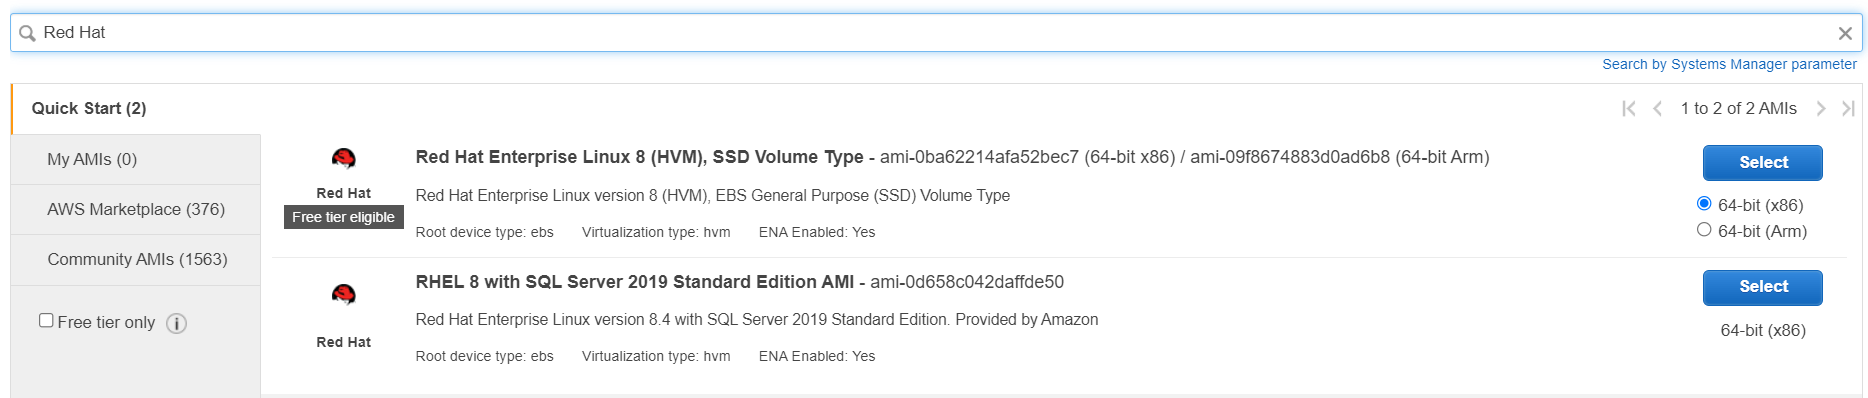 Red Hat
Search by Systems Manager parameter
Quick Start (2)
1 to 2 of 2 AMIs
My AMIs (0)
AWS Marketplace (376)
Community AMIs (1563)
Free tier only
Red Hat
Free tier eligible
Red Hat Enterprise Linux 8 (HVM), SSD Volume Type - ami-0ba62214afa52bec7 (64-bit x86) / ami-09f8674883d0ad6b8 (64-bit Arm)
Red Hat Enterprise Linux version 8 (HVM), EBS General Purpose (SSD) Volume Type
Root device type: ebs Virtualization type: hvm ENA Enabled: Yes
Select
64-bit (x86)
64-bit (Arm)
Red Hat
RHEL 8 with SQL Server 2019 Standard Edition AMI - ami-0d658c042daffde50
Red Hat Enterprise Linux version 8.4 with SQL Server 2019 Standard Edition. Provided by Amazon
Root device type: ebs Virtualization type: hvm ENA Enabled: Yes
Select
64-bit (x86)